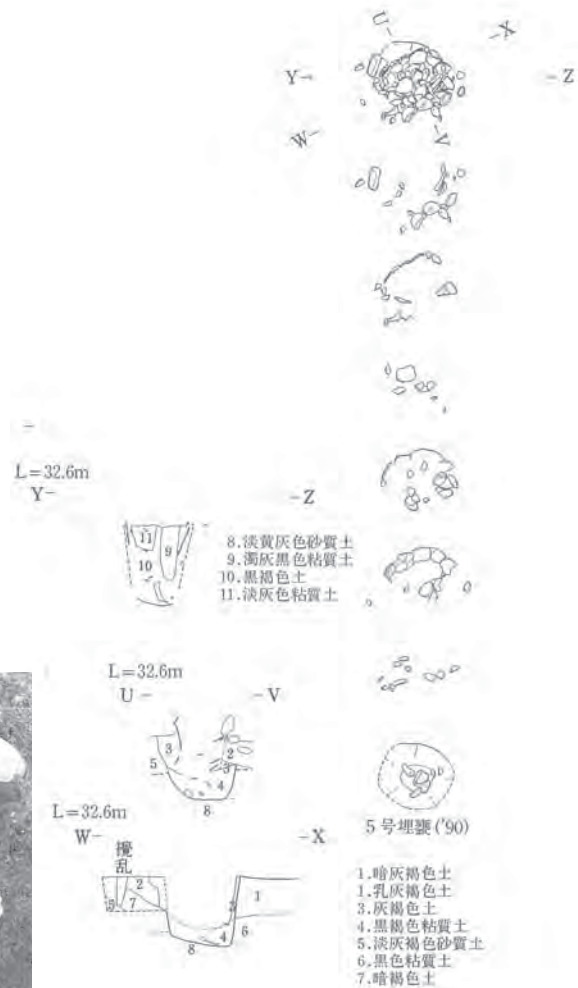 U-
-X
Y-
-Z
W-
-V
L=32.6m
Y-
-Z
11
9
10
8.淡黄灰色砂質土
9.濁灰黒色粘質土
10.黒褐色土
11.淡灰色粘質土
L=32.6m
U-
-V
3
2
5
3
4
8
5号埋甕('90)
L=32.6m
W-
-X
攪乱
2
1
5
7
3
4
6
8
1.暗灰褐色土
1.乳灰褐色土
3.灰褐色土
4.黒褐色粘質土
5.淡灰褐色砂質土
6.黒色粘質土
7.暗褐色土